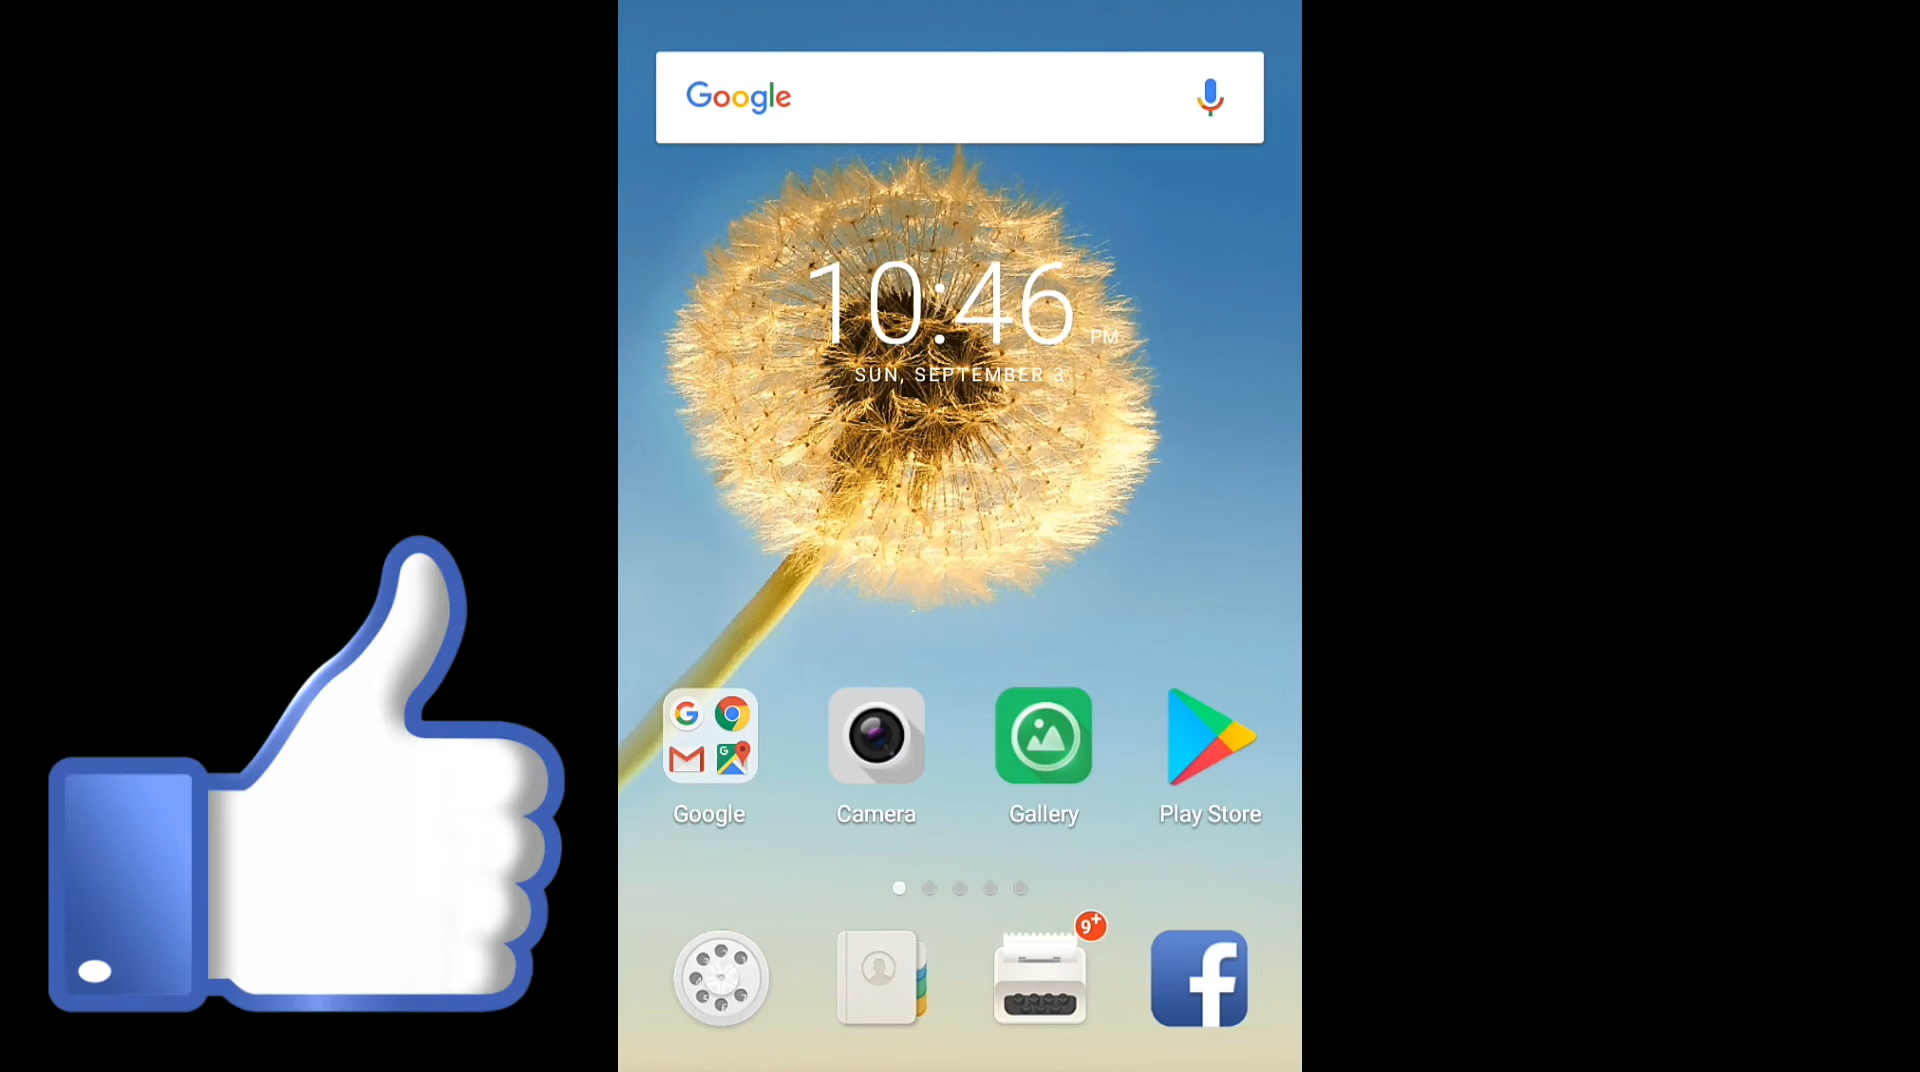 Google
10:46 PM
SUN, SEPTEMBER 3
Google
Camera
Gallery
Play Store
9+